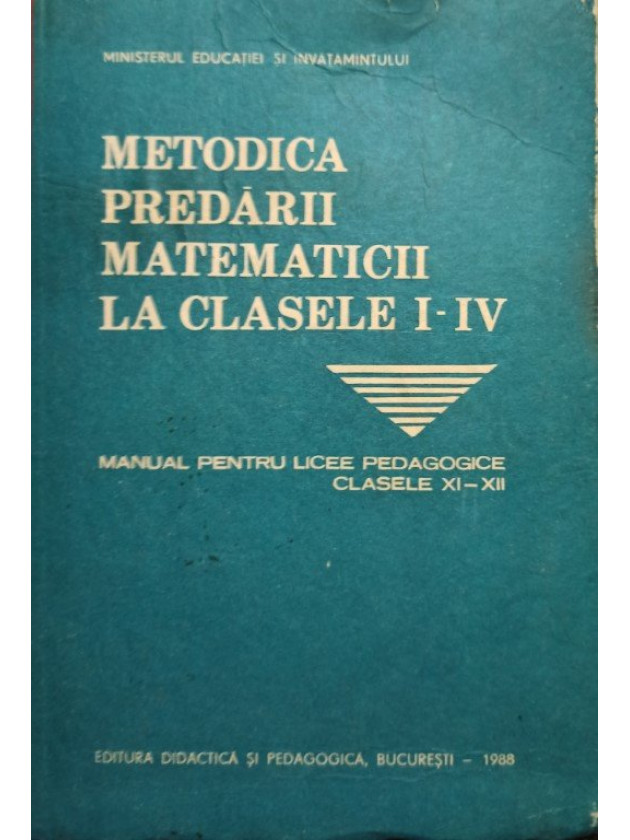 MINISTERUL EDUCAȚIEI ȘI INVĂȚAMINTULUI
METODICA
PREDĂRII
MATEMATICII
LA CLASELE I-IV
MANUAL PENTRU LICEE PEDAGOGICE
CLASELE XI-XII
EDITURA DIDACTICĂ ȘI PEDAGOGICĂ, BUCUREȘTI - 1988